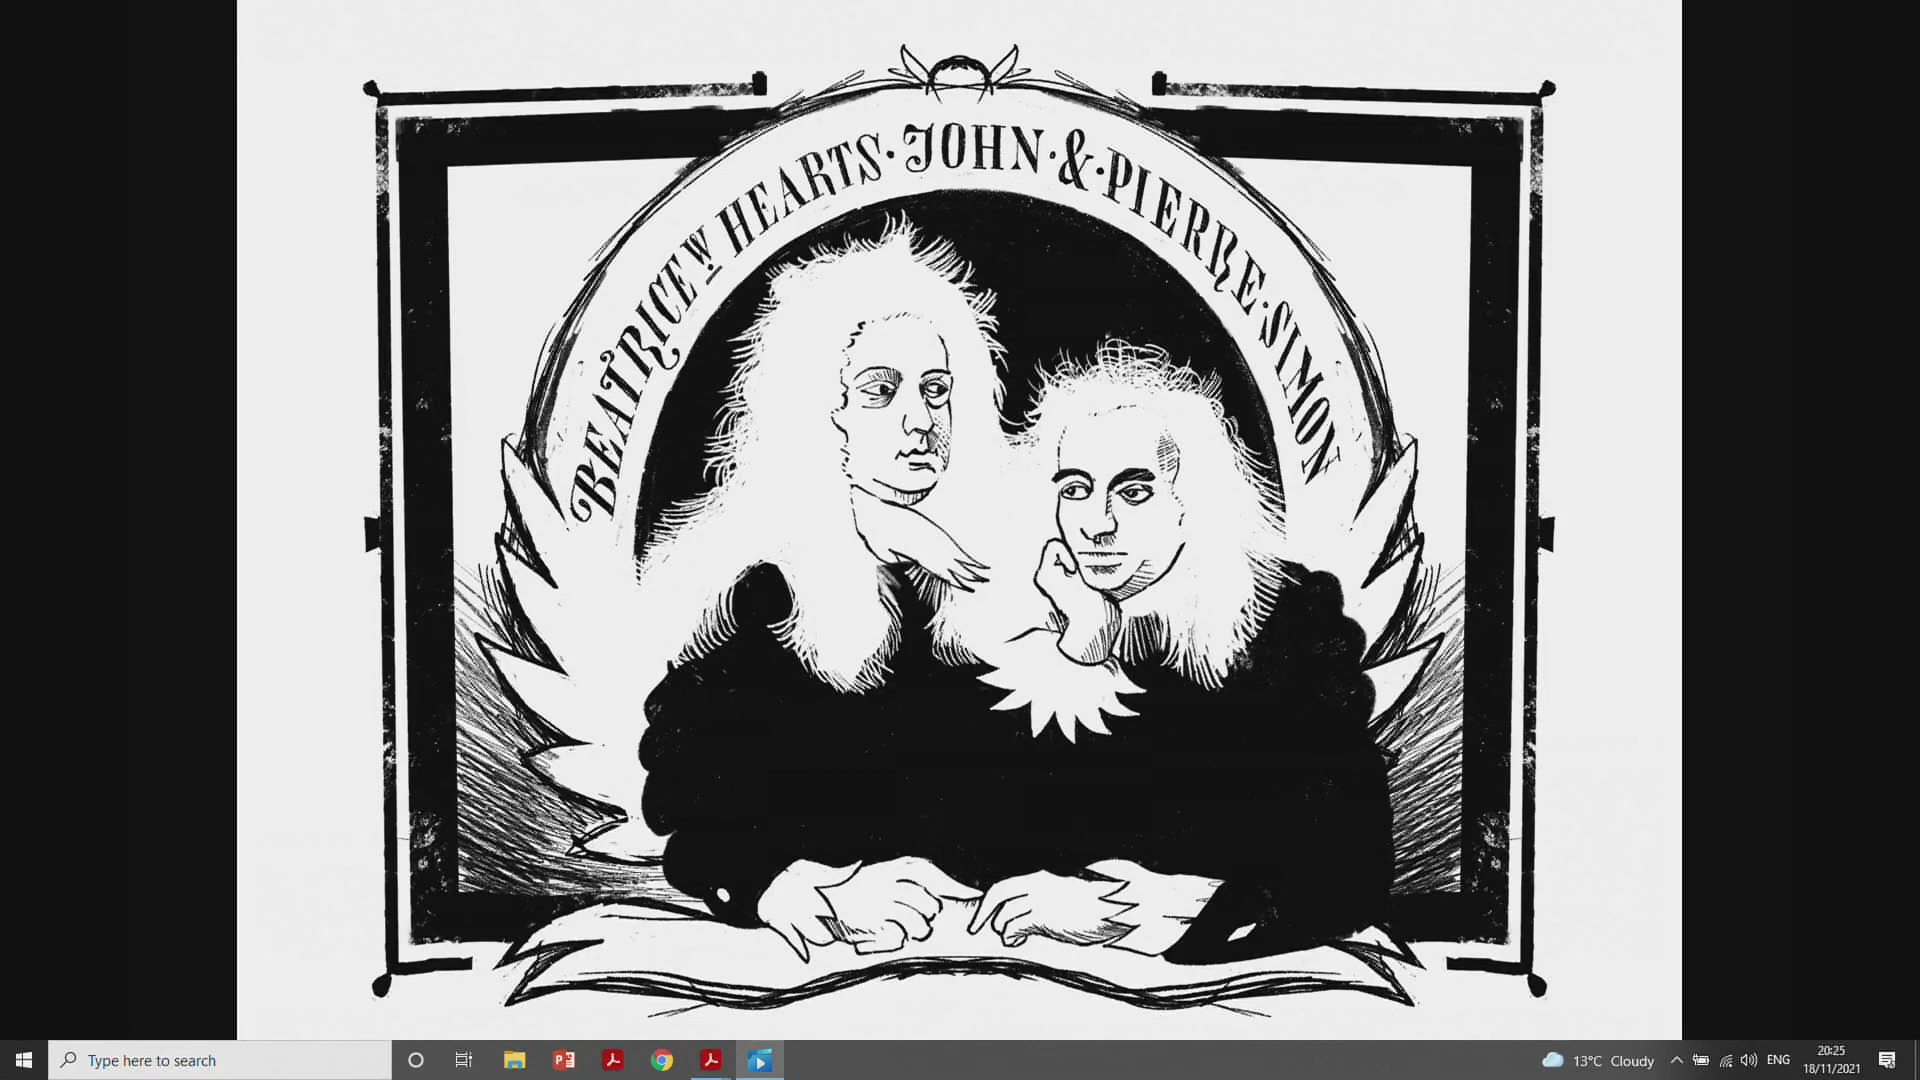 BEATRICE W HEARTS · JOHN · & · PIERRE · SIMON
Type here to search
13°C Cloudy
ENG
20:25
18/11/2021